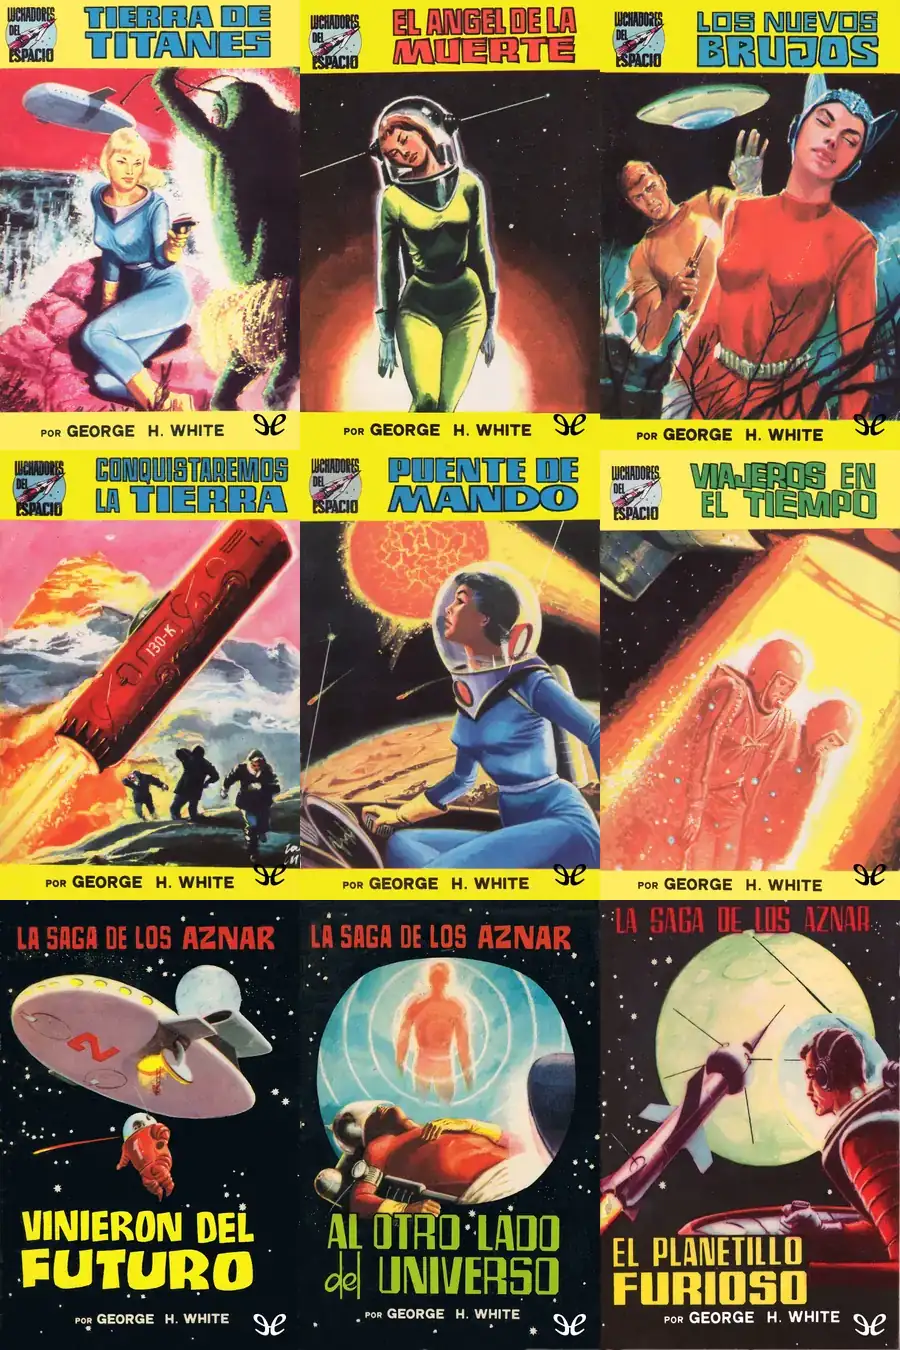 LUCHADORES
DEL
ESPACIO
TIERRA DE
TITANES
POR GEORGE H. WHITE
LUCHADORES
DEL
ESPACIO
EL ANGEL DE LA
MUERTE
POR GEORGE H. WHITE
LUCHADORES
DEL
ESPACIO
LOS NUEVOS
BRUJOS
POR GEORGE H. WHITE
LUCHADORES
DEL
ESPACIO
CONQUISTAREMOS
LA TIERRA
130-K
POR GEORGE H. WHITE
LUCHADORES
DEL
ESPACIO
PUENTE DE
MANDO
POR GEORGE H. WHITE
LUCHADORES
DEL
ESPACIO
VIAJEROS EN
EL TIEMPO
POR GEORGE H. WHITE
LA SAGA DE LOS AZNAR
2
VINIERON DEL
FUTURO
POR GEORGE H. WHITE
LA SAGA DE LOS AZNAR
AL OTRO LADO
del UNIVERSO
POR GEORGE H. WHITE
LA SAGA DE LOS AZNAR
EL PLANETILLO
FURIOSO
POR GEORGE H. WHITE